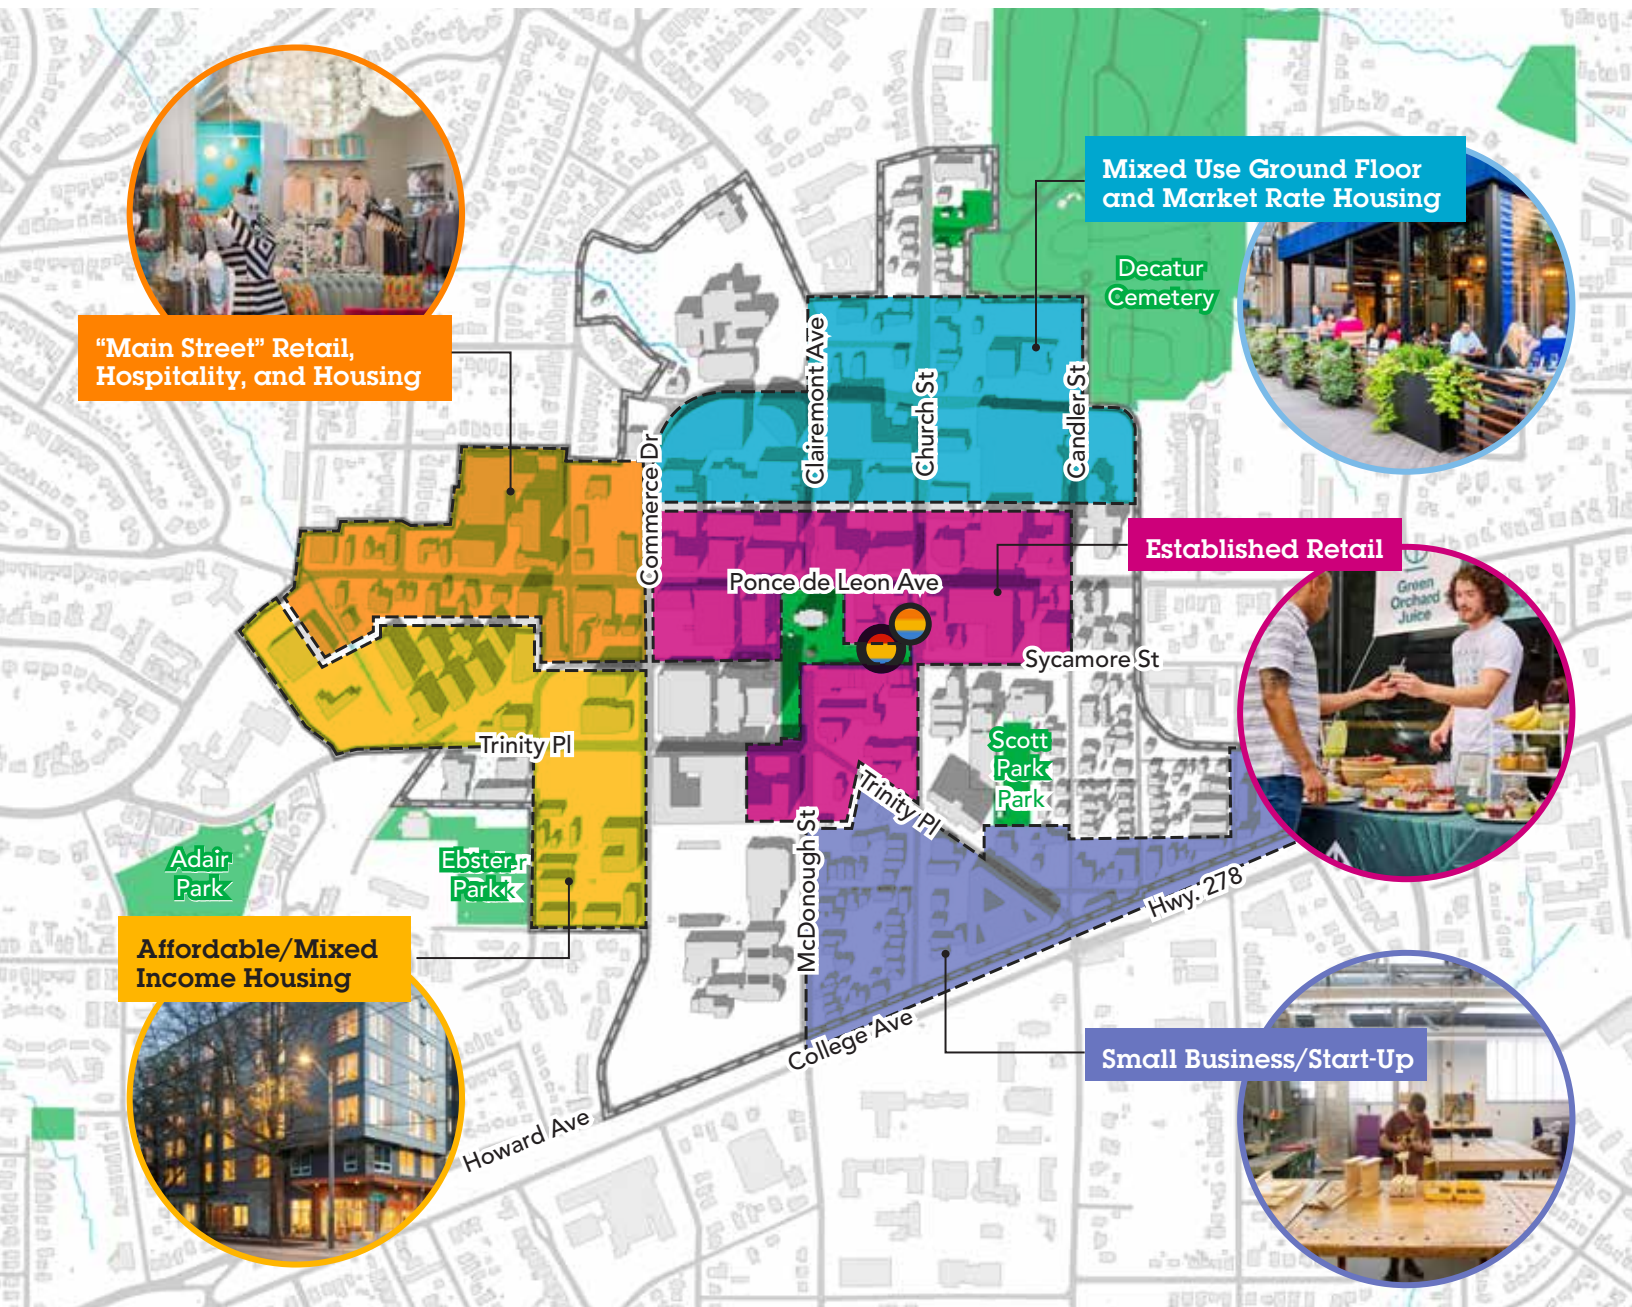 Mixed Use Ground Floor
and Market Rate Housing
Decatur
Cemetery
"Main Street" Retail,
Hospitality, and Housing
Clairemont Ave
Church St
Candler St
Commerce Dr
Established Retail
Ponce de Leon Ave
Green
Orchard
Juice
Sycamore St
Trinity Pl
Scott
Park
Park
Trinity Pl
McDonough St
Adair
Park
Ebster
Park
Hwy. 278
Affordable/Mixed
Income Housing
College Ave
Small Business/Start-Up
Howard Ave